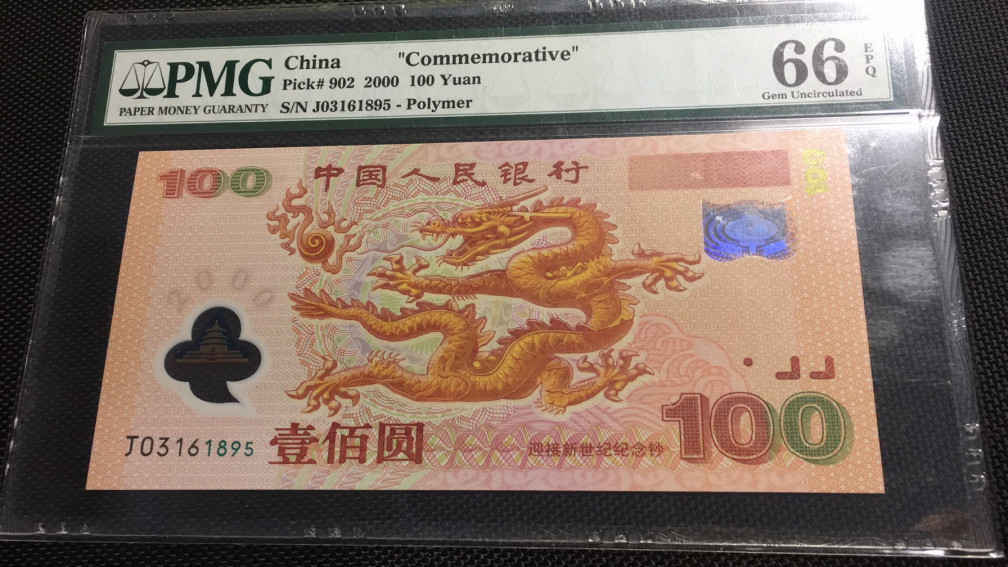 PMG
PAPER MONEY GUARANTY
China "Commemorative"
Pick# 902 2000 100 Yuan
S/N J03161895 - Polymer
66
EPQ
Gem Uncirculated
100
中国人民银行
2000
J03161895
壹佰圆
迎接新世纪纪念钞
100